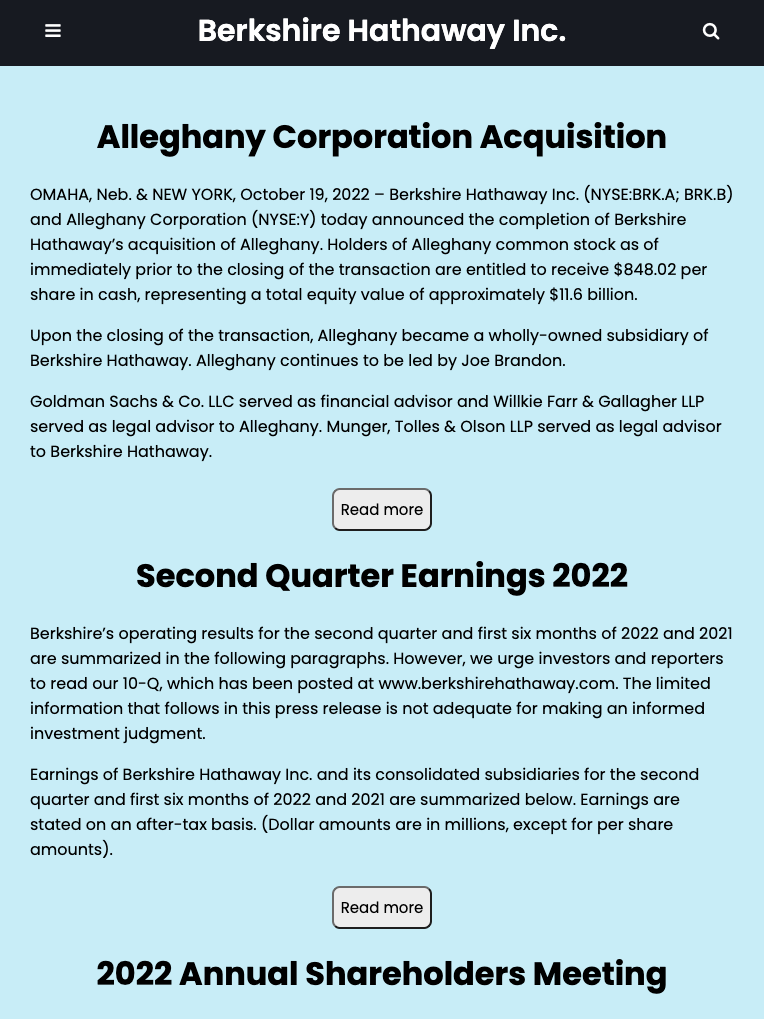 Berkshire Hathaway Inc.
Alleghany Corporation Acquisition
OMAHA, Neb. & NEW YORK, October 19, 2022 – Berkshire Hathaway Inc. (NYSE:BRK.A; BRK.B)
and Alleghany Corporation (NYSE:Y) today announced the completion of Berkshire
Hathaway’s acquisition of Alleghany. Holders of Alleghany common stock as of
immediately prior to the closing of the transaction are entitled to receive $848.02 per
share in cash, representing a total equity value of approximately $11.6 billion.
Upon the closing of the transaction, Alleghany became a wholly-owned subsidiary of
Berkshire Hathaway. Alleghany continues to be led by Joe Brandon.
Goldman Sachs & Co. LLC served as financial advisor and Willkie Farr & Gallagher LLP
served as legal advisor to Alleghany. Munger, Tolles & Olson LLP served as legal advisor
to Berkshire Hathaway.
Read more
Second Quarter Earnings 2022
Berkshire’s operating results for the second quarter and first six months of 2022 and 2021
are summarized in the following paragraphs. However, we urge investors and reporters
to read our 10-Q, which has been posted at www.berkshirehathaway.com. The limited
information that follows in this press release is not adequate for making an informed
investment judgment.
Earnings of Berkshire Hathaway Inc. and its consolidated subsidiaries for the second
quarter and first six months of 2022 and 2021 are summarized below. Earnings are
stated on an after-tax basis. (Dollar amounts are in millions, except for per share
amounts).
Read more
2022 Annual Shareholders Meeting